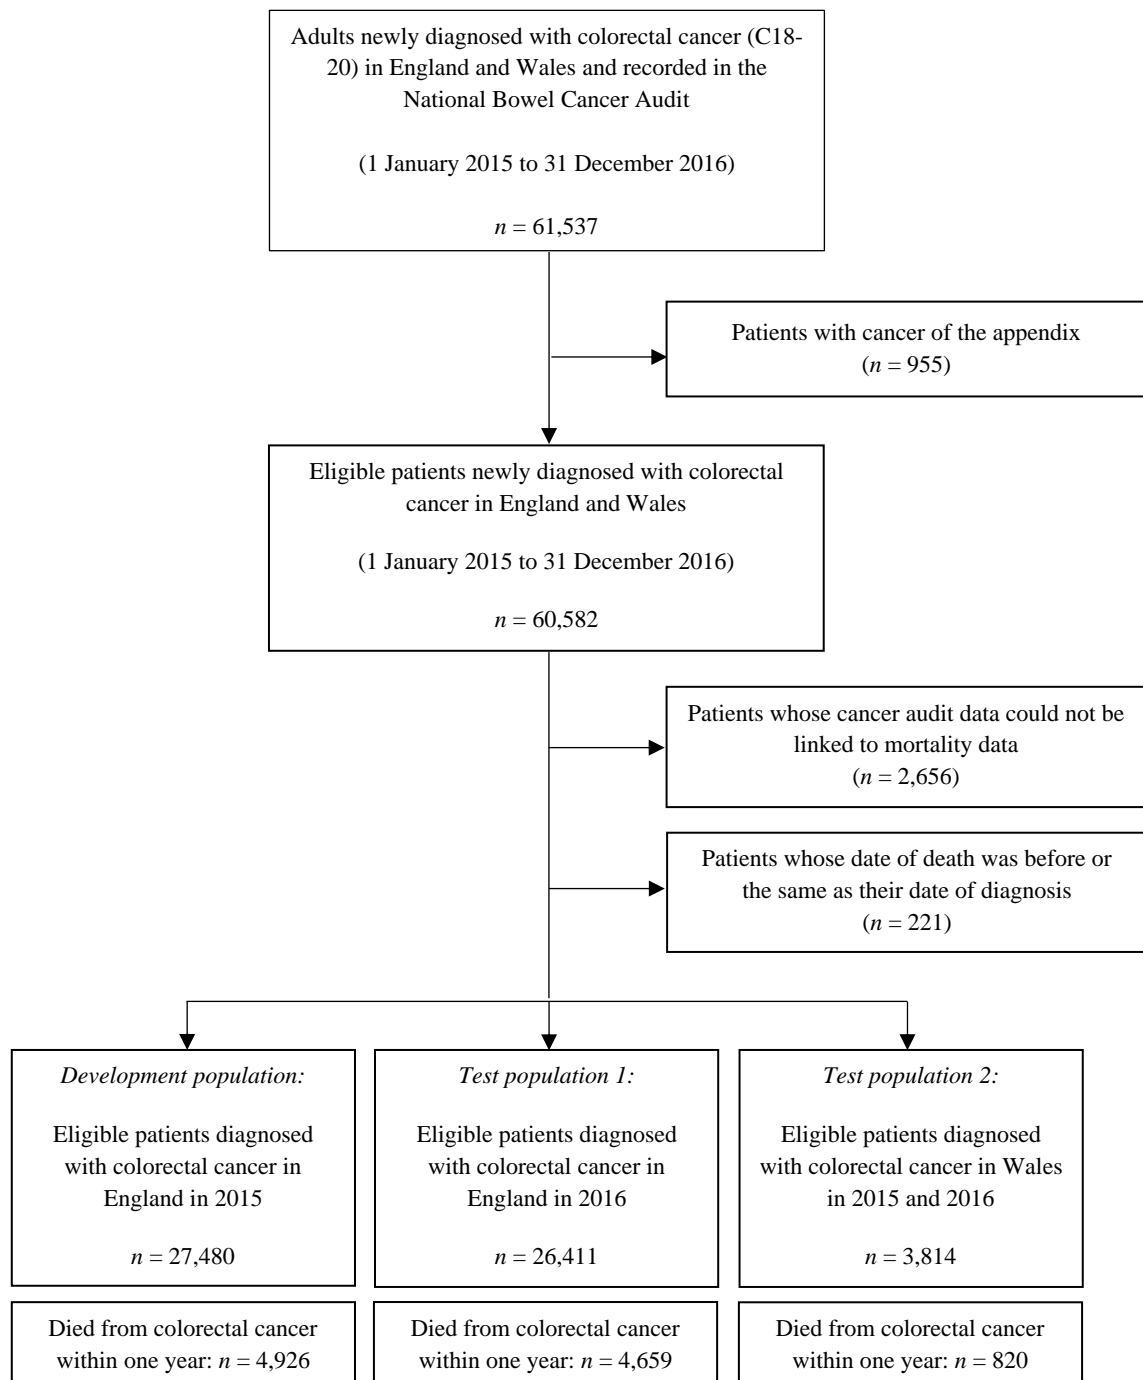 Adults newly diagnosed with colorectal cancer (C18-
20) in England and Wales and recorded in the
National Bowel Cancer Audit
(1 January 2015 to 31 December 2016)
n = 61,537
Patients with cancer of the appendix
(n = 955)
Eligible patients newly diagnosed with colorectal
cancer in England and Wales
(1 January 2015 to 31 December 2016)
n = 60,582
Patients whose cancer audit data could not be
linked to mortality data
(n = 2,656)
Patients whose date of death was before or
the same as their date of diagnosis
(n = 221)
Development population:
Eligible patients diagnosed
with colorectal cancer in
England in 2015
n = 27,480
Died from colorectal cancer
within one year: n = 4,926
Test population 1:
Eligible patients diagnosed
with colorectal cancer in
England in 2016
n = 26,411
Died from colorectal cancer
within one year: n = 4,659
Test population 2:
Eligible patients diagnosed
with colorectal cancer in Wales
in 2015 and 2016
n = 3,814
Died from colorectal cancer
within one year: n = 820